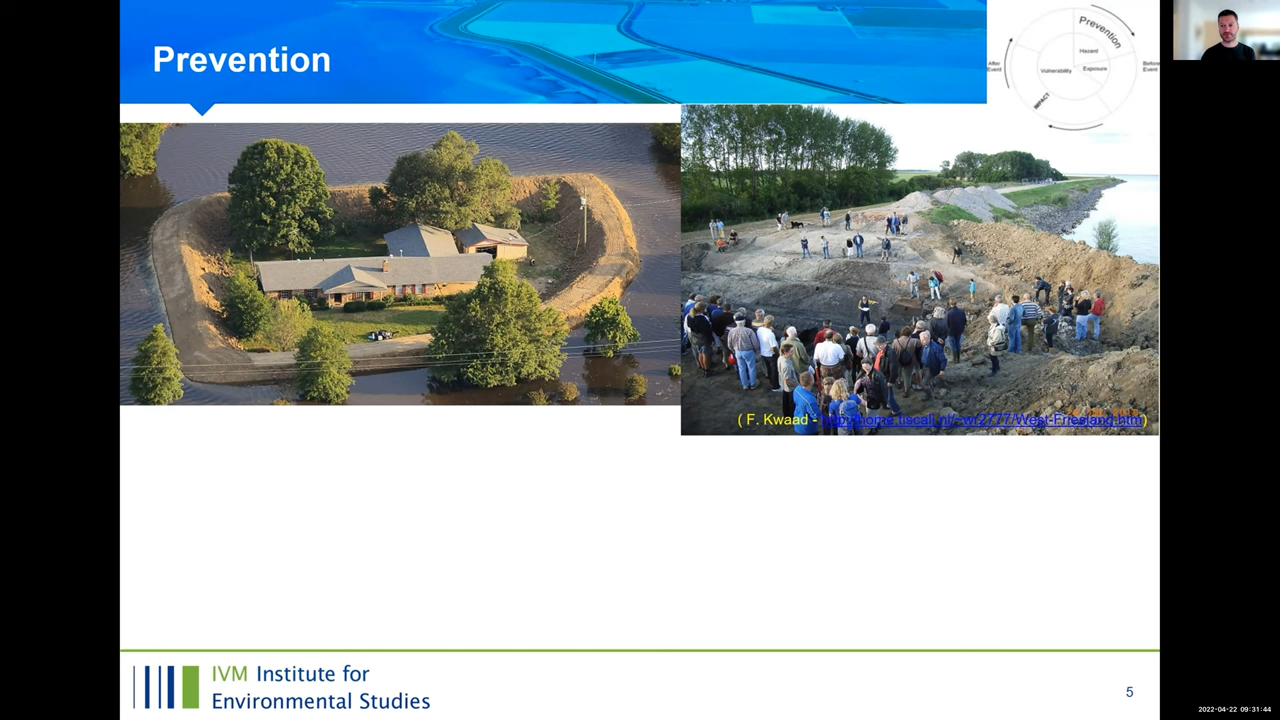 Prevention
Prevention
Hazard
Exposure
Vulnerability
IMPACT
After
Event
Before
Event
( F. Kwaad - http://home.tiscali.nl/~wr2777/West-Friesland.htm)
IVM Institute for
Environmental Studies
5
2022-04-22 09:31:44